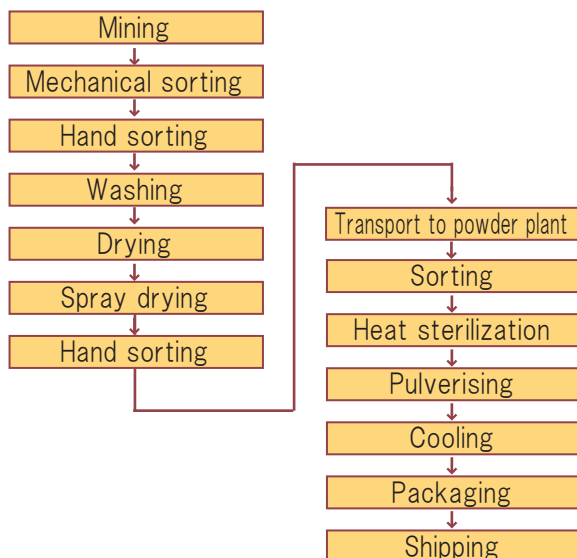 Mining
Mechanical sorting
Hand sorting
Washing
Drying
Spray drying
Hand sorting
Transport to powder plant
Sorting
Heat sterilization
Pulverising
Cooling
Packaging
Shipping